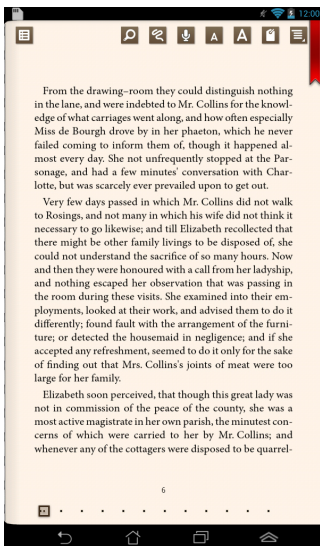 12:00
A
A
From the drawing–room they could distinguish nothing
in the lane, and were indebted to Mr. Collins for the knowl-
edge of what carriages went along, and how often especially
Miss de Bourgh drove by in her phaeton, which he never
failed coming to inform them of, though it happened al-
most every day. She not unfrequently stopped at the Par-
sonage, and had a few minutes' conversation with Char-
lotte, but was scarcely ever prevailed upon to get out.
Very few days passed in which Mr. Collins did not walk
to Rosings, and not many in which his wife did not think it
necessary to go likewise; and till Elizabeth recollected that
there might be other family livings to be disposed of, she
could not understand the sacrifice of so many hours. Now
and then they were honoured with a call from her ladyship,
and nothing escaped her observation that was passing in
the room during these visits. She examined into their em-
ployments, looked at their work, and advised them to do it
differently; found fault with the arrangement of the furni-
ture; or detected the housemaid in negligence; and if she
accepted any refreshment, seemed to do it only for the sake
of finding out that Mrs. Collins's joints of meat were too
large for her family.
Elizabeth soon perceived, that though this great lady was
not in commission of the peace of the county, she was a
most active magistrate in her own parish, the minutest con-
cerns of which were carried to her by Mr. Collins; and
whenever any of the cottagers were disposed to be quarrel-
6